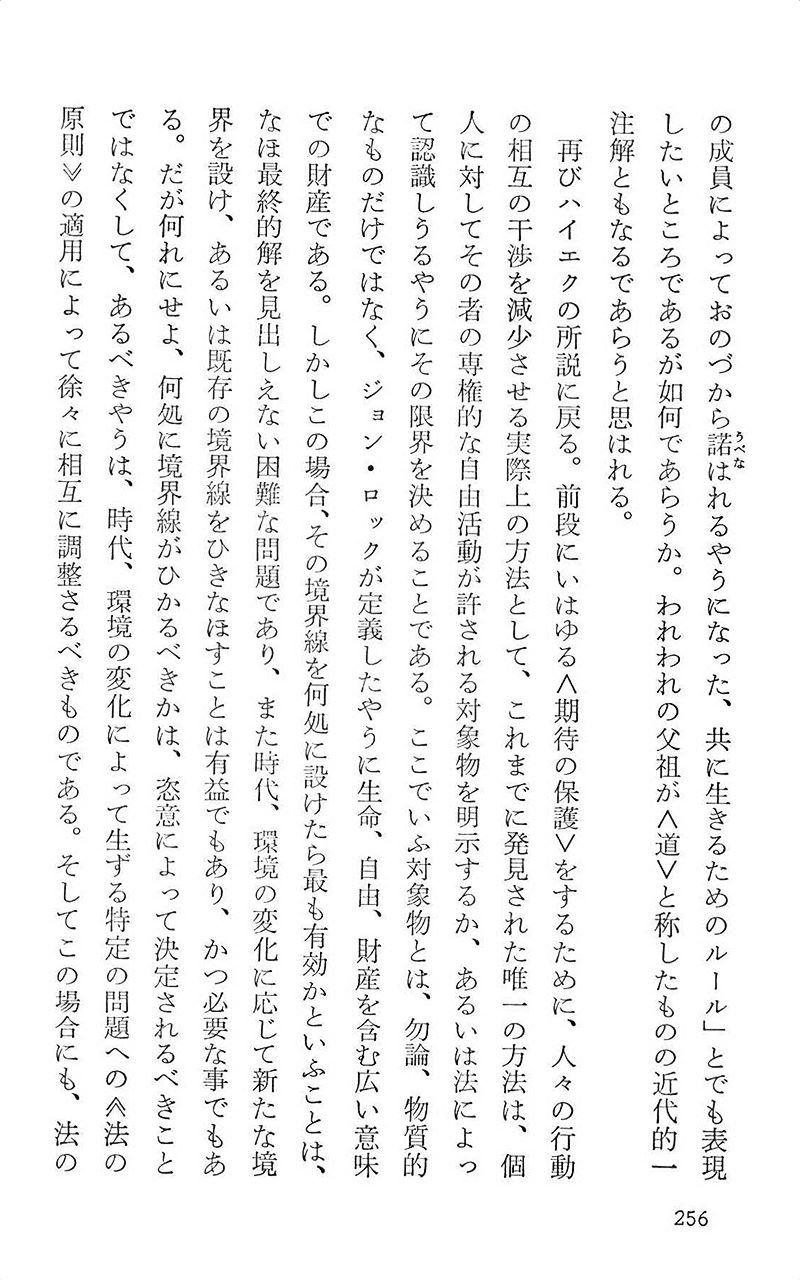 の成員によっておのづから諾はれるやうになった、共に生きるためのルール」とでも表現
うべな
したいところであるが如何であらうか。われわれの父祖が＜道＞と称したものの近代的一
注解ともなるであらうと思はれる。
再びハイエクの所説に戻る。前段にいはゆる＜期待の保護＞をするために、人々の行動
の相互の干渉を減少させる実際上の方法として、これまでに発見された唯一の方法は、個
人に対してその者の専権的な自由活動が許される対象物を明示するか、あるいは法によっ
て認識しうるやうにその限界を決めることである。ここでいふ対象物とは、勿論、物質的
なものだけではなく、ジョン・ロックが定義したやうに生命、自由、財産を含む広い意味
での財産である。しかしこの場合、その境界線を何処に設けたら最も有効かといふことは、
なほ最終的解を見出しえない困難な問題であり、また時代、環境の変化に応じて新たな境
界を設け、あるいは既存の境界線をひきなほすことは有益でもあり、かつ必要な事でもあ
る。だが何れにせよ、何処に境界線がひかるべきかは、恣意によって決定されるべきこと
ではなくして、あるべきやうは、時代、環境の変化によって生ずる特定の問題への≪法の
原則≫の適用によって徐々に相互に調整さるべきものである。そしてこの場合にも、法の
256